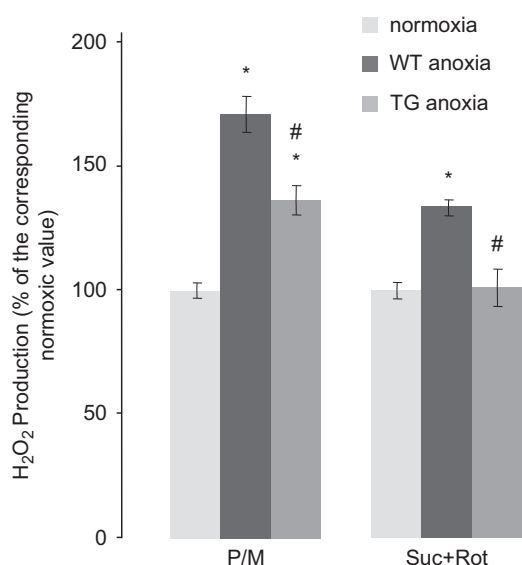 H₂O₂ Production (% of the corresponding
normoxic value)
200
150
100
50
0
normoxia
WT anoxia
TG anoxia
*
#
*
*
#
P/M
Suc+Rot